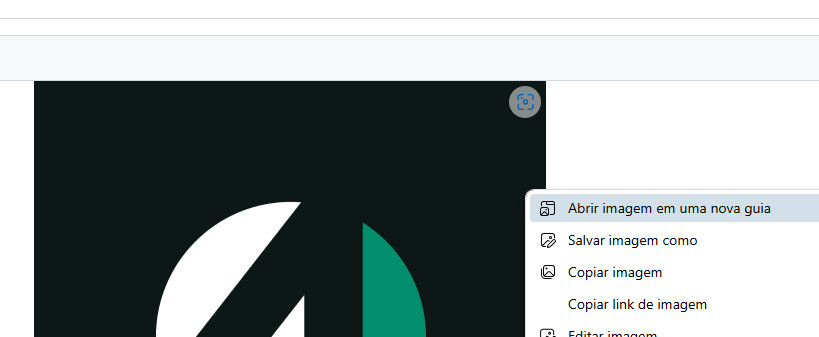 Abrir imagem em uma nova guia
Salvar imagem como
Copiar imagem
Copiar link de imagem
Editar imagem